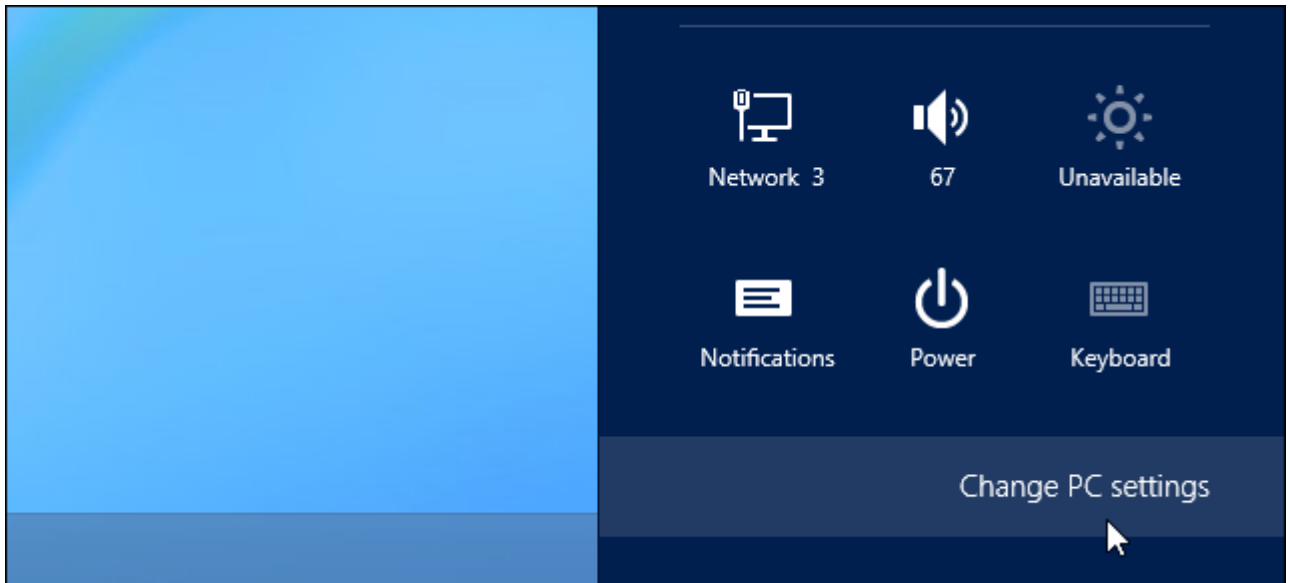 Network 3
67
Unavailable
Notifications
Power
Keyboard
Change PC settings